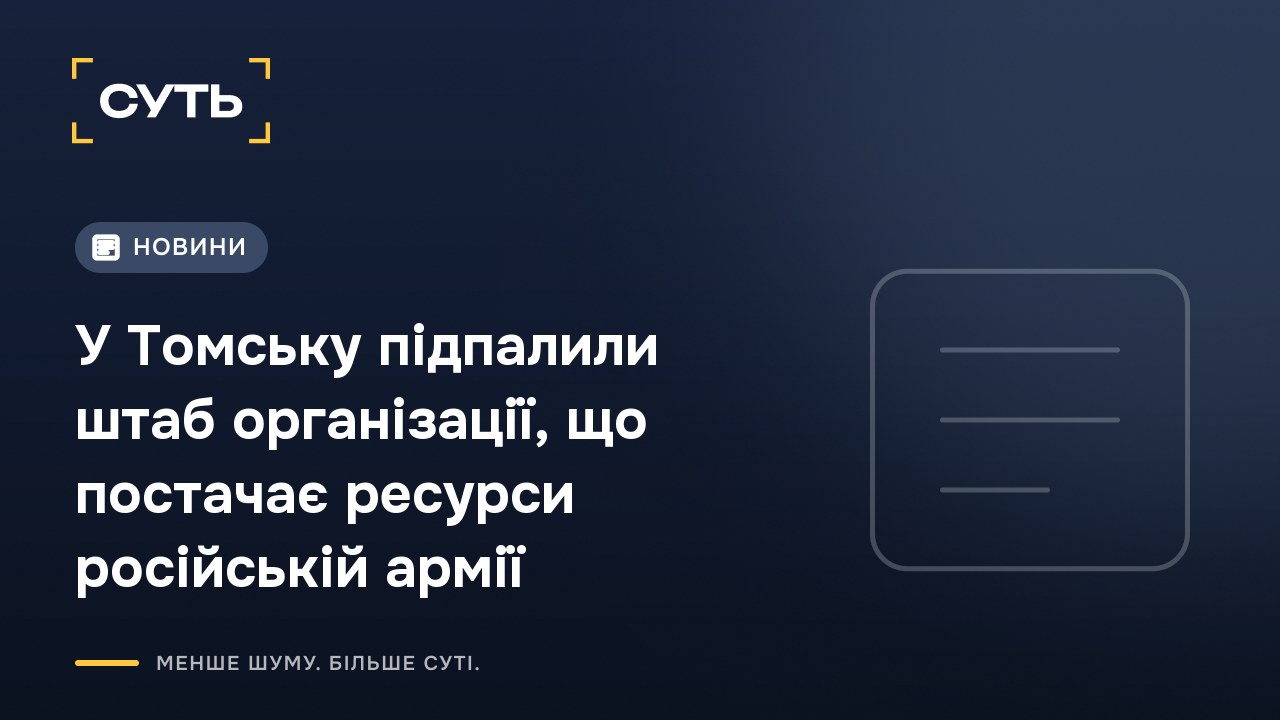 СУТЬ
НОВИНИ
У Томську підпалили
штаб організації, що
постачає ресурси
російській армії
МЕНШЕ ШУМУ. БІЛЬШЕ СУТІ.